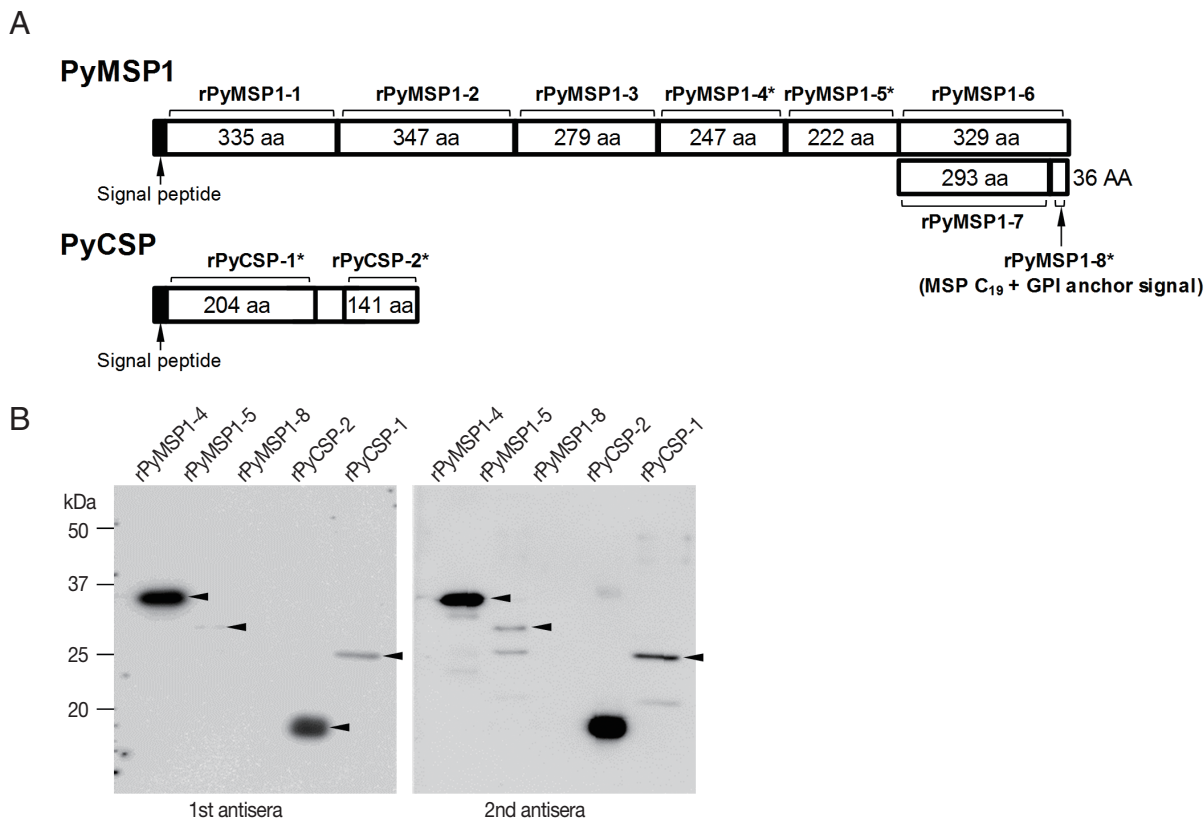 A
PyMSP1
rPyMSP1-1 rPyMSP1-2 rPyMSP1-3 rPyMSP1-4* rPyMSP1-5* rPyMSP1-6
335 aa 347 aa 279 aa 247 aa 222 aa 329 aa
293 aa 36 AA
Signal peptide
rPyMSP1-7
PyCSP
rPyCSP-1* rPyCSP-2*
rPyMSP1-8*
(MSP C₁₉ + GPI anchor signal)
204 aa 141 aa
Signal peptide
B
rPyMSP1-4 rPyMSP1-5 rPyMSP1-8 rPyCSP-2 rPyCSP-1
rPyMSP1-4 rPyMSP1-5 rPyMSP1-8 rPyCSP-2 rPyCSP-1
kDa
50
37
25
20
1st antisera 2nd antisera